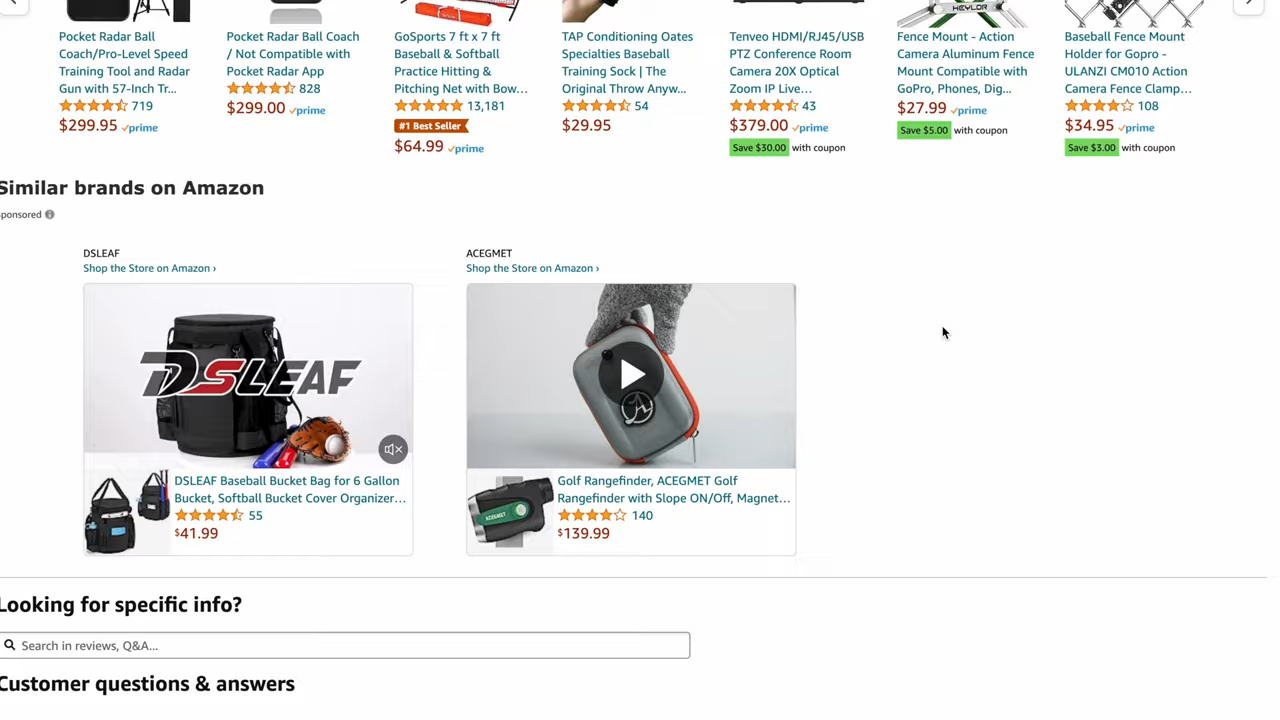 HEYLOR
Pocket Radar Ball
Coach/Pro-Level Speed
Training Tool and Radar
Gun with 57-Inch Tr...
719
$299.95 prime
Pocket Radar Ball Coach
/ Not Compatible with
Pocket Radar App
828
$299.00 prime
GoSports 7 ft x 7 ft
Baseball & Softball
Practice Hitting &
Pitching Net with Bow...
13,181
#1 Best Seller
$64.99 prime
TAP Conditioning Oates
Specialties Baseball
Training Sock | The
Original Throw Anyw...
54
$29.95
Tenveo HDMI/RJ45/USB
PTZ Conference Room
Camera 20X Optical
Zoom IP Live...
43
$379.00 prime
Save $30.00 with coupon
Fence Mount - Action
Camera Aluminum Fence
Mount Compatible with
GoPro, Phones, Dig...
$27.99 prime
Save $5.00 with coupon
Baseball Fence Mount
Holder for Gopro -
ULANZI CM010 Action
Camera Fence Clamp...
108
$34.95 prime
Save $3.00 with coupon
Similar brands on Amazon
ponsored
DSLEAF
Shop the Store on Amazon ›
DSLEAF
DSLEAF Baseball Bucket Bag for 6 Gallon
Bucket, Softball Bucket Cover Organizer...
55
$41.99
ACEGMET
Shop the Store on Amazon ›
ACEGMET
Golf Rangefinder, ACEGMET Golf
Rangefinder with Slope ON/Off, Magnet...
140
$139.99
Looking for specific info?
Search in reviews, Q&A...
Customer questions & answers